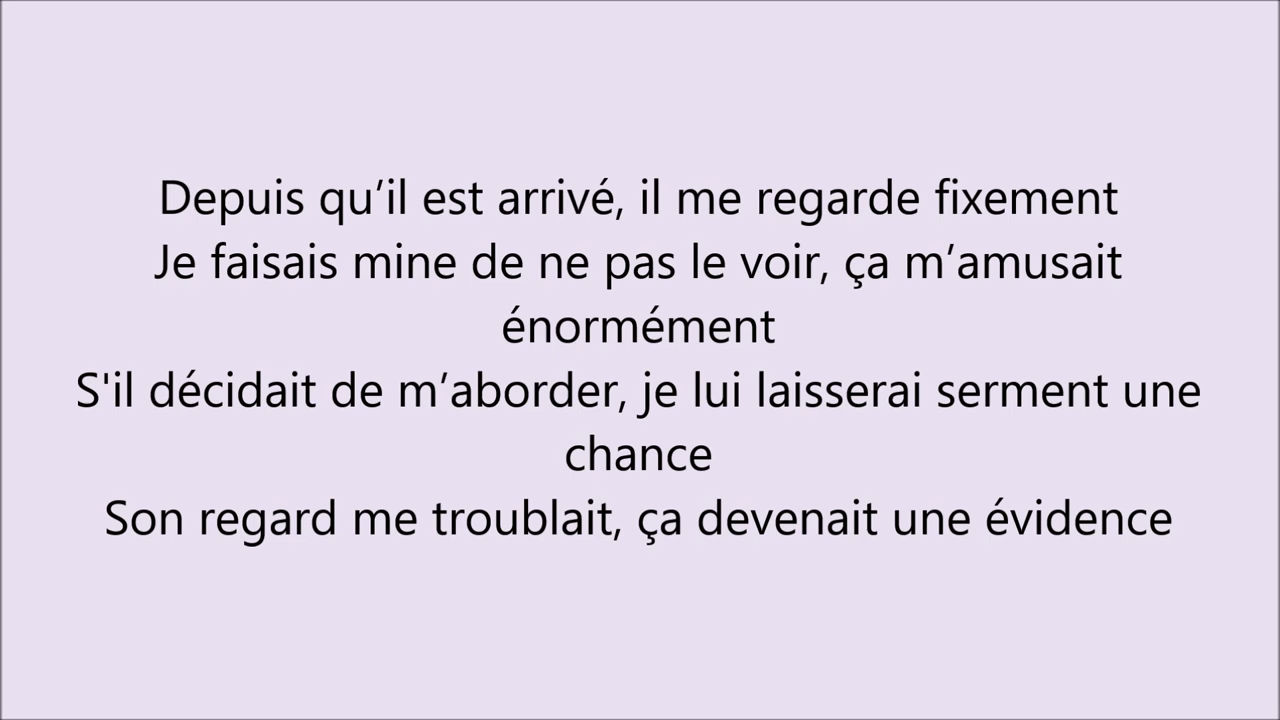 Depuis qu’il est arrivé, il me regarde fixement
Je faisais mine de ne pas le voir, ça m’amusait
énormément
S'il décidait de m’aborder, je lui laisserai serment une
chance
Son regard me troublait, ça devenait une évidence